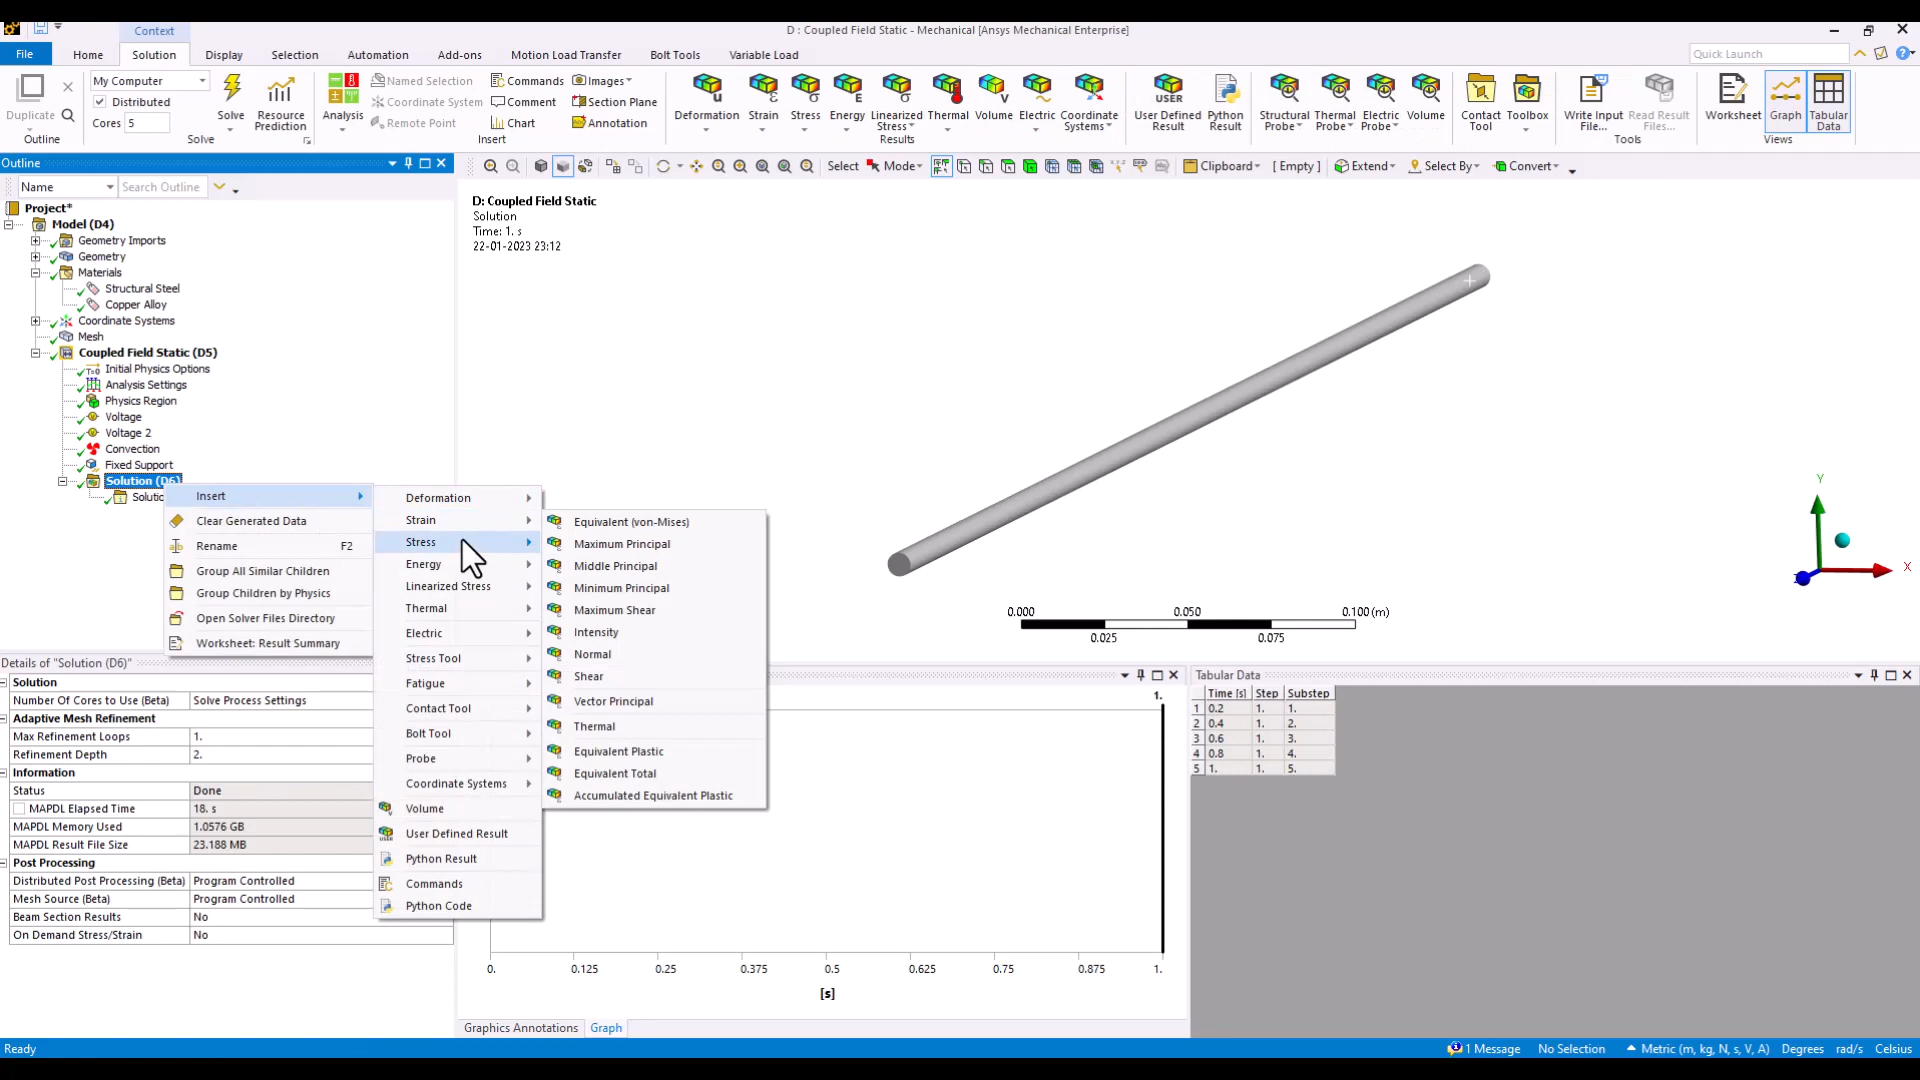 Context
D : Coupled Field Static - Mechanical [Ansys Mechanical Enterprise]
File Home Solution Display Selection Automation Add-ons Motion Load Transfer Bolt Tools Variable Load
Quick Launch
Duplicate
Outline
My Computer
Distributed
Cores 5
Solve
Resource Prediction
Solve
Analysis
Named Selection
Coordinate System
Remote Point
Commands
Comment
Chart
Images
Section Plane
Annotation
Insert
Deformation Strain Stress Energy Linearized Stress Thermal Volume Electric Coordinate Systems
User Defined Result
Python Result
Results
Structural Probe
Thermal Probe
Electric Probe
Volume
Contact Tool
Toolbox
Write Input File...
Read Result Files...
Tools
Worksheet
Graph
Tabular Data
Views
Outline
Name Search Outline
Select Mode Clipboard [ Empty ] Extend Select By Convert
Project*
Model (D4)
Geometry Imports
Geometry
Materials
Structural Steel
Copper Alloy
Coordinate Systems
Mesh
Coupled Field Static (D5)
Initial Physics Options
T=0
Analysis Settings
Physics Region
Voltage
Voltage 2
Convection
Fixed Support
Solution (D6)
Solutio
D: Coupled Field Static
Solution
Time: 1. s
22-01-2023 23:12
Insert
Clear Generated Data
Rename F2
Group All Similar Children
Group Children by Physics
Open Solver Files Directory
Worksheet: Result Summary
Deformation
Strain
Stress
Energy
Linearized Stress
Thermal
Electric
Stress Tool
Fatigue
Contact Tool
Bolt Tool
Probe
Coordinate Systems
Volume
User Defined Result
Python Result
Commands
Python Code
Equivalent (von-Mises)
Maximum Principal
Middle Principal
Minimum Principal
Maximum Shear
Intensity
Normal
Shear
Vector Principal
Thermal
Equivalent Plastic
Equivalent Total
Accumulated Equivalent Plastic
0.000 0.050 0.100 (m)
0.025 0.075
Y
X
Details of "Solution (D6)"
Solution
Number Of Cores to Use (Beta) Solve Process Settings
Adaptive Mesh Refinement
Max Refinement Loops 1.
Refinement Depth 2.
Information
Status Done
MAPDL Elapsed Time 18. s
MAPDL Memory Used 1.0576 GB
MAPDL Result File Size 23.188 MB
Post Processing
Distributed Post Processing (Beta) Program Controlled
Mesh Source (Beta) Program Controlled
Beam Section Results No
On Demand Stress/Strain No
1.
0. 0.125 0.25 0.375 0.5 0.625 0.75 0.875 1.
[s]
Graphics Annotations Graph
Tabular Data
Time [s] Step Substep
1 0.2 1. 1.
2 0.4 1. 2.
3 0.6 1. 3.
4 0.8 1. 4.
5 1. 1. 5.
Ready
1 Message No Selection Metric (m, kg, N, s, V, A) Degrees rad/s Celsius